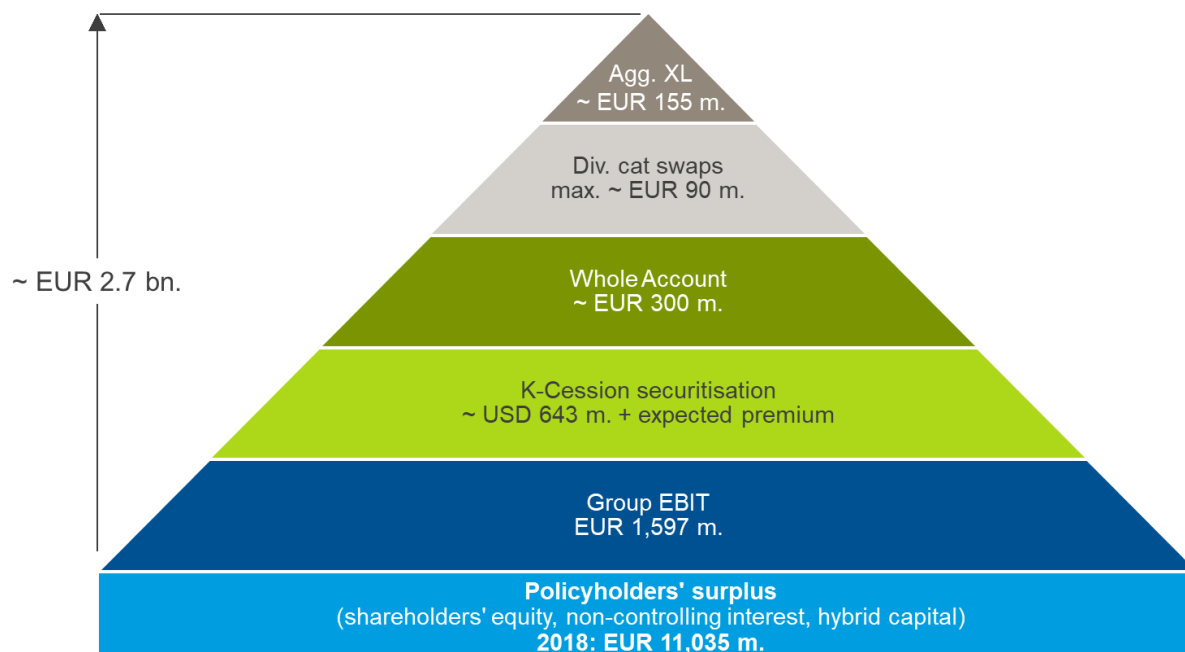 Agg. XL
~ EUR 155 m.
Div. cat swaps
max. ~ EUR 90 m.
~ EUR 2.7 bn.
Whole Account
~ EUR 300 m.
K-Cession securitisation
~ USD 643 m. + expected premium
Group EBIT
EUR 1,597 m.
Policyholders' surplus
(shareholders' equity, non-controlling interest, hybrid capital)
2018: EUR 11,035 m.